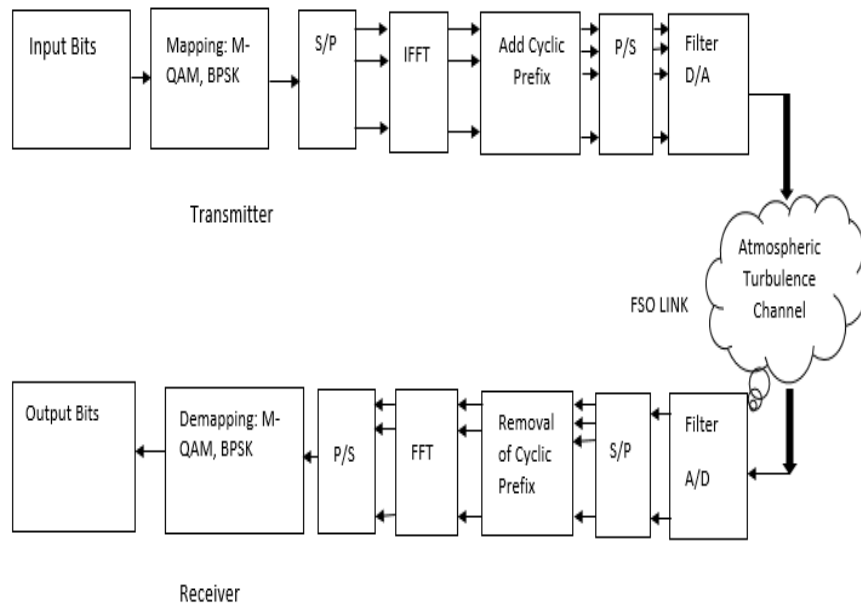 Input Bits
Mapping: M-
QAM, BPSK
S/P
IFFT
Add Cyclic
Prefix
P/S
Filter
D/A
Transmitter
Atmospheric
Turbulence
Channel
FSO LINK
Output Bits
Demapping: M-
QAM, BPSK
P/S
FFT
Removal
of Cyclic
Prefix
S/P
Filter
A/D
Receiver